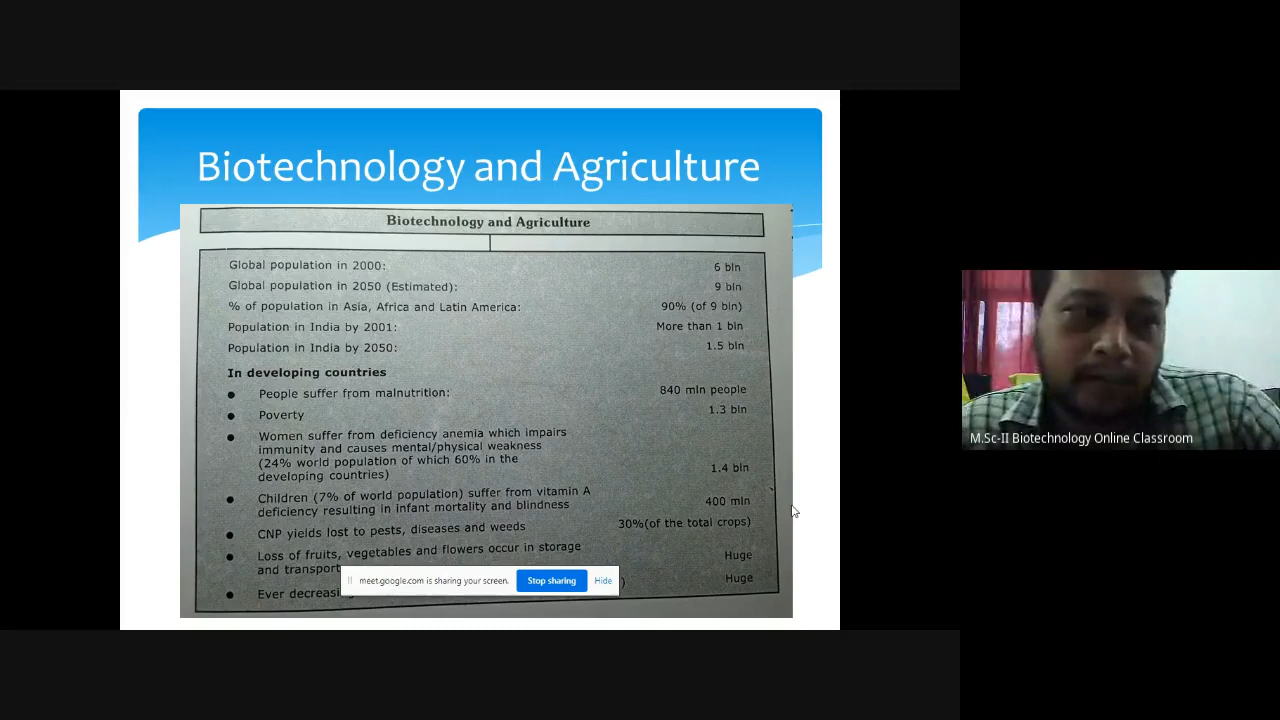 Biotechnology and Agriculture
Biotechnology and Agriculture
Global population in 2000: 6 bln
Global population in 2050 (Estimated): 9 bln
% of population in Asia, Africa and Latin America: 90% (of 9 bln)
Population in India by 2001: More than 1 bln
Population in India by 2050: 1.5 bln
In developing countries
● People suffer from malnutrition: 840 mln people
● Poverty 1.3 bln
● Women suffer from deficiency anemia which impairs
immunity and causes mental/physical weakness
(24% world population of which 60% in the
developing countries) 1.4 bln
● Children (7% of world population) suffer from vitamin A
deficiency resulting in infant mortality and blindness 400 mln
● CNP yields lost to pests, diseases and weeds 30%(of the total crops)
● Loss of fruits, vegetables and flowers occur in storage
and transport Huge
● Ever decreasi ) Huge
meet.google.com is sharing your screen. Stop sharing Hide
M.Sc-II Biotechnology Online Classroom